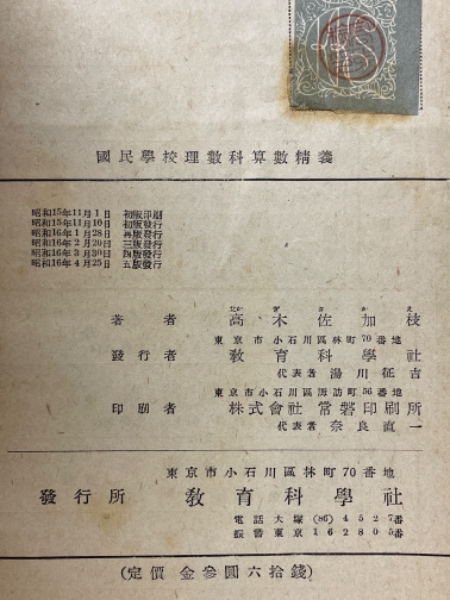 國民學校理數科算數精義
昭和15年11月1日 初版印刷
昭和15年11月10日 初版發行
昭和16年1月28日 再版發行
昭和16年2月20日 三版發行
昭和16年3月30日 四版發行
昭和16年4月25日 五版發行
たか ぎ さ か え
著者 高木佐加枝
東京市小石川區林町70番地
發行者 敎育科學社
代表者 湯川征吉
東京市小石川區諏訪町56番地
印刷者 株式會社 常磐印刷所
代表者 奈良直一
東京市小石川區林町70番地
發行所 敎育科學社
電話大塚(86)4527番
振替東京162805番
(定價 金參圓六拾錢)